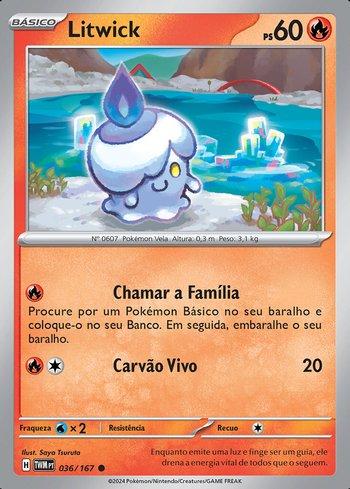 BÁSICO Litwick PS 60
Nº 0607 Pokémon Vela Altura: 0,3 m Peso: 3,1 kg
Chamar a Família
Procure por um Pokémon Básico no seu baralho e
coloque-o no seu Banco. Em seguida, embaralhe o seu
baralho.
Carvão Vivo 20
Fraqueza ×2 Resistência Recuo
Ilust. Saya Tsuruta
H TWM PT 036/167
Enquanto emite uma luz e finge ser um guia, ele
drena a energia vital de todos que o seguem.
©2024 Pokémon/Nintendo/Creatures/GAME FREAK